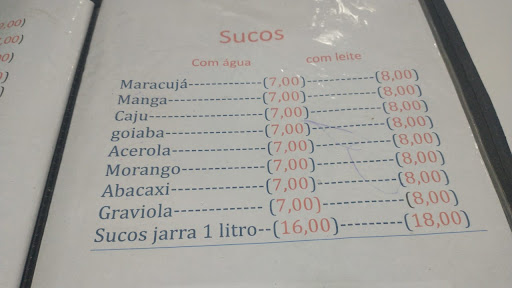 Sucos
Com água com leite
Maracujá------------(7,00)-----------(8,00)
Manga---------------(7,00)-----------(8,00)
Caju-----------------(7,00)-----------(8,00)
goiaba---------------(7,00)-----------(8,00)
Acerola--------------(7,00)-----------(8,00)
Morango------------(7,00)-----------(8,00)
Abacaxi-------------(7,00)-----------(8,00)
Graviola------------ (7,00)-----------(8,00)
Sucos jarra 1 litro--(16,00)---------(18,00)